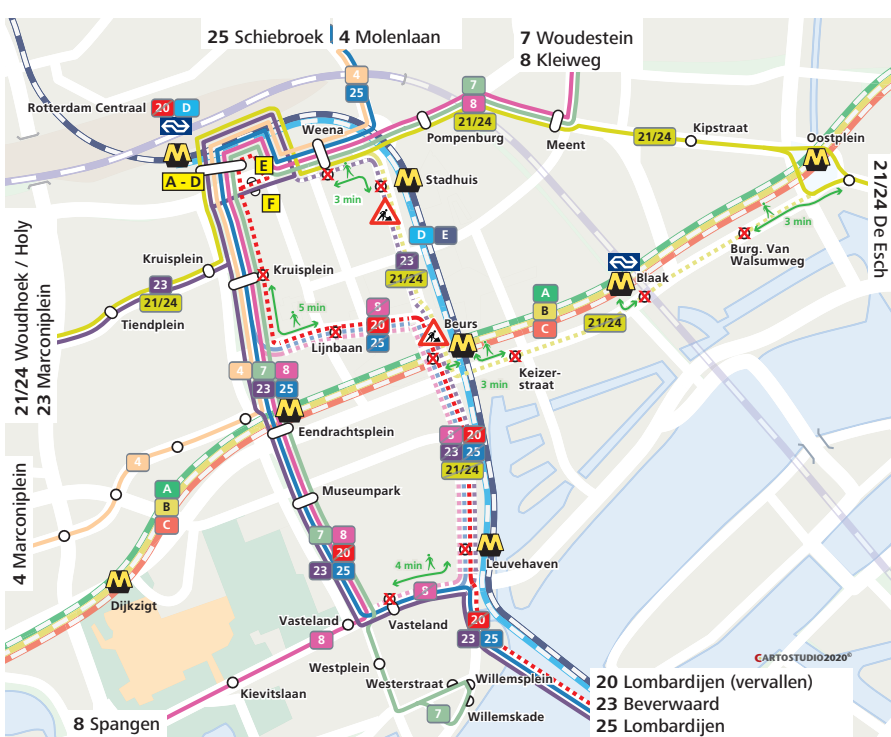 25 Schiebroek
4 Molenlaan
7 Woudestein
8 Kleiweg
4
25
7
8
21/24
Rotterdam Centraal 20 D
Weena
Pompenburg
Meent
21/24
Kipstraat
Oostplein
A - D
E
F
3 min
Stadhuis
21/24 De Esch
3 min
Burg. Van
Walsumweg
D E
23
21/24
21/24 Woudhoek / Holy
23 Marconiplein
Kruisplein
23
21/24
Tiendplein
Kruisplein
5 min
Blaak
A
B
C
21/24
8
20
25
Lijnbaan
Beurs
3 min
Keizer-
straat
4 7 8
23 25
Eendrachtsplein
8 20
23 25
21/24
4
4 Marconiplein
A
B
C
Museumpark
7 8
20
23 25
4 min
Leuvehaven
Dijkzigt
8
Vasteland
Vasteland
8
20
23 25
Westplein
Kievitslaan
Westerstraat
Willemsplein
Willemskade
7
CARTOSTUDIO2020©
8 Spangen
20 Lombardijen (vervallen)
23 Beverwaard
25 Lombardijen